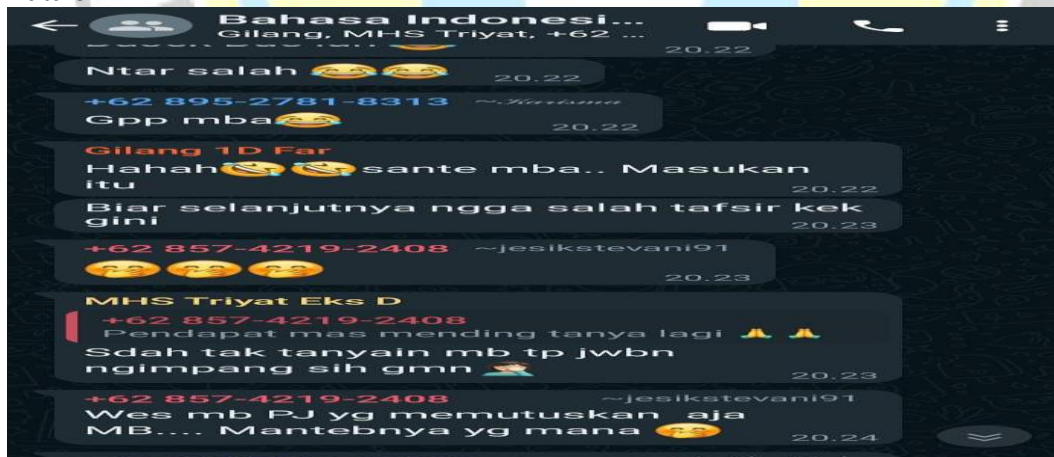 Bahasa Indonesi...
Gilang, MHS Triyat, +62 ...
20.22
Ntar salah 😂😂 20.22
+62 895-2781-8313 ~Karisma
Gpp mba😂 20.22
Gilang 1D Far
Hahah🤣🤣sante mba.. Masukan
itu 20.22
Biar selanjutnya ngga salah tafsir kek
gini 20.23
+62 857-4219-2408 ~jesikstevani91
🤭🤭🤭 20.23
MHS Triyat Eks D
+62 857-4219-2408
Pendapat mas mending tanya lagi 🙏🙏
Sdah tak tanyain mb tp jwbn
ngimpang sih gmn 🤦 20.23
+62 857-4219-2408 ~jesikstevani91
Wes mb PJ yg memutuskan aja
MB.... Mantebnya yg mana 🤭 20.24